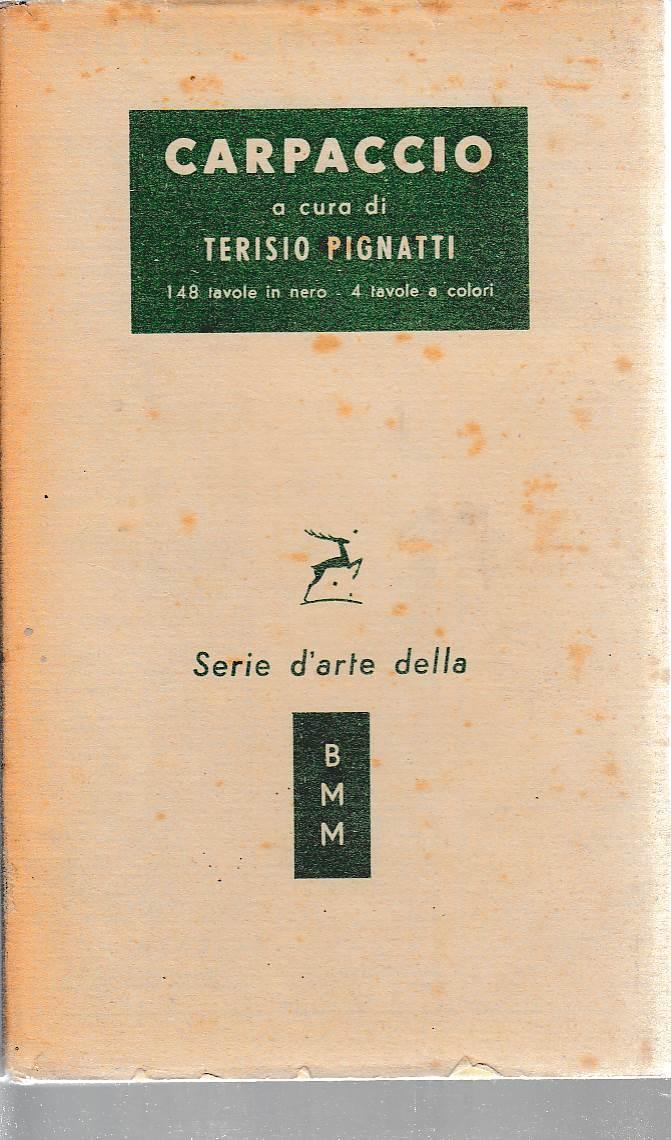 CARPACCIO
a cura di
TERISIO PIGNATTI
148 tavole in nero - 4 tavole a colori
Serie d'arte della
B
M
M